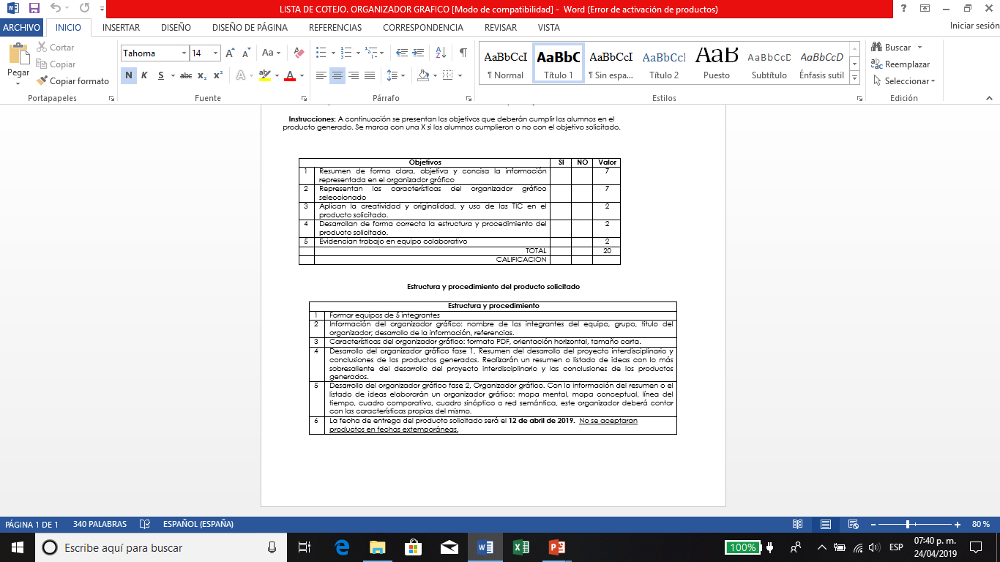 LISTA DE COTEJO. ORGANIZADOR GRAFICO [Modo de compatibilidad] - Word (Error de activación de productos)
ARCHIVO INICIO INSERTAR DISEÑO DISEÑO DE PÁGINA REFERENCIAS CORRESPONDENCIA REVISAR VISTA Iniciar sesión
Pegar
Cortar
Copiar
Copiar formato
Portapapeles
Tahoma 14
N K S abc x₂ x²
Fuente
Párrafo
AaBbCcI AaBbC AaBbCcI AaBbCcI AaB AaBbCcD AaBbCcD
¶ Normal Título 1 ¶ Sin espa... Título 2 Puesto Subtítulo Énfasis sutil
Estilos
Buscar
Reemplazar
Seleccionar
Edición
Instrucciones: A continuación se presentan los objetivos que deberán cumplir los alumnos en el
producto generado. Se marca con una X si los alumnos cumplieron o no con el objetivo solicitado.
Objetivos SI NO Valor
1 Resumen de forma clara, objetiva y concisa la información 7
representada en el organizador gráfico
2 Representan las características del organizador gráfico 7
seleccionado
3 Aplican la creatividad y originalidad, y uso de las TIC en el 2
producto solicitado.
4 Desarrollan de forma correcta la estructura y procedimiento del 2
producto solicitado.
5 Evidencian trabajo en equipo colaborativo 2
TOTAL 20
CALIFICACION
Estructura y procedimiento del producto solicitado
Estructura y procedimiento
1 Formar equipos de 5 integrantes
2 Información del organizador gráfico: nombre de los integrantes del equipo, grupo, titulo del
organizador; desarrollo de la información, referencias.
3 Características del organizador gráfico: formato PDF, orientación horizontal, tamaño carta.
4 Desarrollo del organizador gráfico fase 1, Resumen del desarrollo del proyecto interdisciplinario y
conclusiones de los productos generados. Realizarán un resumen o listado de ideas con lo más
sobresaliente del desarrollo del proyecto interdisciplinario y las conclusiones de los productos
generados.
5 Desarrollo del organizador gráfico fase 2, Organizador gráfico. Con la información del resumen o el
listado de ideas elaborarán un organizador gráfico: mapa mental, mapa conceptual, línea del
tiempo, cuadro comparativo, cuadro sinóptico o red semántica, este organizador deberá contar
con las características propias del mismo.
6 La fecha de entrega del producto solicitado será el 12 de abril de 2019. No se aceptaran
productos en fechas extemporáneas.
PÁGINA 1 DE 1 340 PALABRAS ESPAÑOL (ESPAÑA) 80 %
Escribe aquí para buscar
100% ESP 07:40 p. m.
24/04/2019